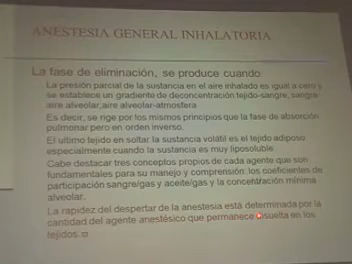 ANESTESIA GENERAL INHALATORIA
La fase de eliminación, se produce cuando:
La presión parcial de la sustancia en el aire inhalado es igual a cero y
se establece un gradiente de deconcentración tejido-sangre, sangre-
aire alveolar,aire alveolar-atmosfera
Es decir, se rige por los mismos principios que la fase de absorción
pulmonar pero en orden inverso.
El ultimo tejido en soltar la sustancia volátil es el tejido adiposo
especialmente cuando la sustancia es muy liposoluble
Cabe destacar tres conceptos propios de cada agente que son
fundamentales para su manejo y comprensión: los coeficientes de
participación sangre/gas y aceite/gas y la concentración mínima
alveolar.
La rapidez del despertar de la anestesia está determinada por la
cantidad del agente anestésico que permanece disuelta en los
tejidos.